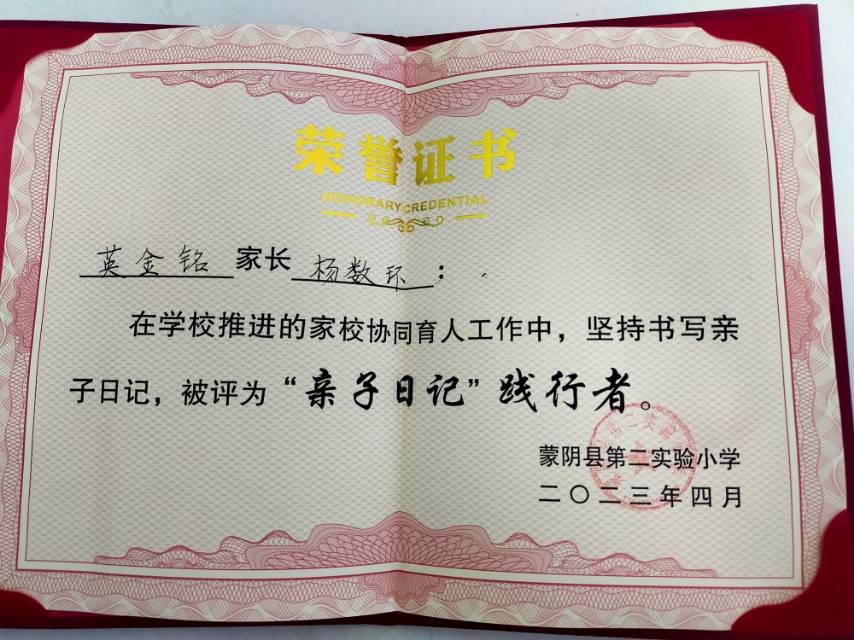 荣誉证书
HONORARY CREDENTIAL
英金铭 家长 杨数环：
在学校推进的家校协同育人工作中，坚持书写亲
子日记，被评为“亲子日记”践行者。
蒙阴县第二实验小学
二〇二三年四月